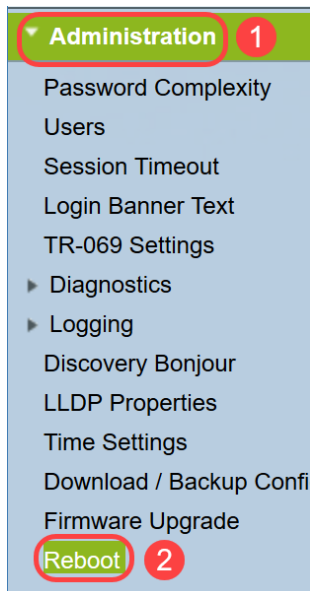 Administration 1
Password Complexity
Users
Session Timeout
Login Banner Text
TR-069 Settings
Diagnostics
Logging
Discovery Bonjour
LLDP Properties
Time Settings
Download / Backup Confi
Firmware Upgrade
Reboot 2